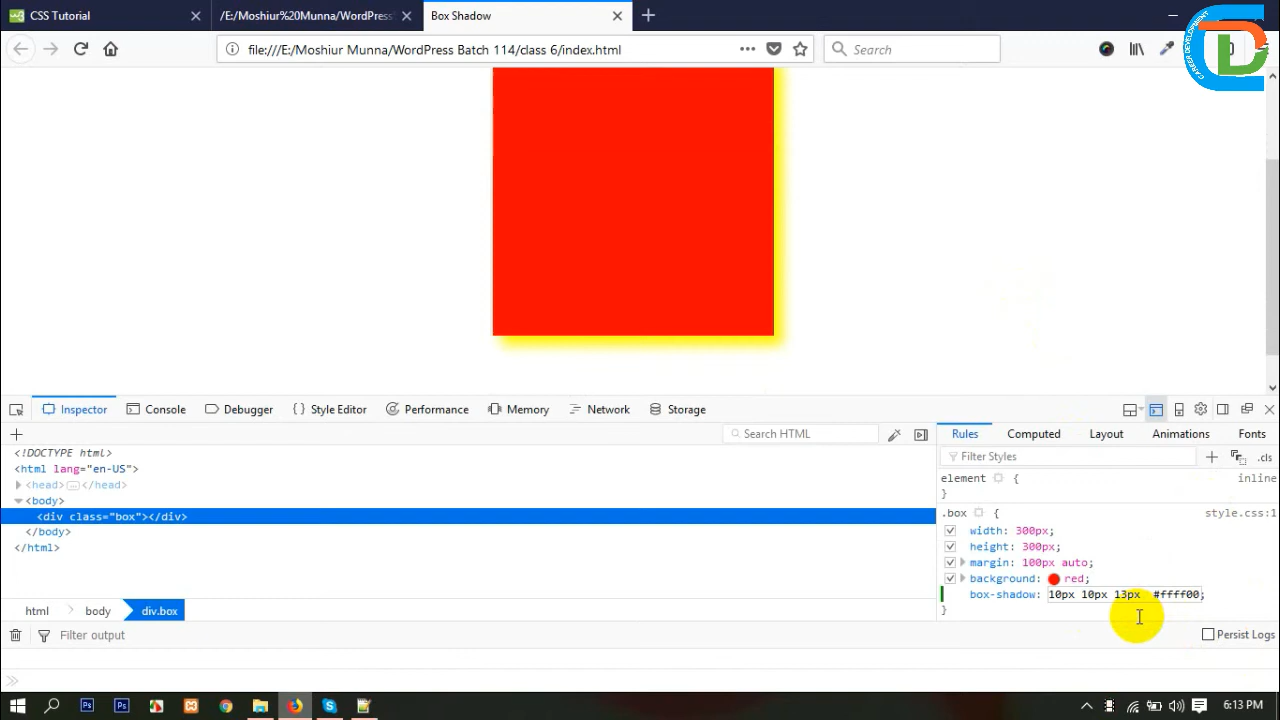 CSS Tutorial
/E:/Moshiur%20Munna/WordPress
Box Shadow
file:///E:/Moshiur Munna/WordPress Batch 114/class 6/index.html
Search
CAREER DEVELOPMENT
Inspector
Console
Debugger
{ } Style Editor
Performance
Memory
Network
Storage
Search HTML
Rules
Computed
Layout
Animations
Fonts
Filter Styles
.cls
<!DOCTYPE html>
<html lang="en-US">
<head>…</head>
<body>
<div class="box"></div>
</body>
</html>
element {
inline
}
.box {
style.css:1
width: 300px;
height: 300px;
margin: 100px auto;
background: red;
box-shadow: 10px 10px 13px  #ffff00;
}
html
body
div.box
Filter output
Persist Logs
6:13 PM